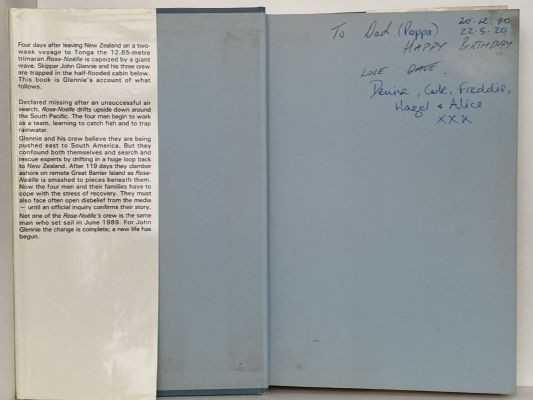 Four days after leaving New Zealand on a two-
week voyage to Tonga the 12.65-metre
trimaran Rose-Noëlle is capsized by a giant
wave. Skipper John Glennie and his three crew
are trapped in the half-flooded cabin below.
This book is Glennie's account of what
follows.
Declared missing after an unsuccessful air
search, Rose-Noëlle drifts upside down around
the South Pacific. The four men begin to work
as a team, learning to catch fish and to trap
rainwater.
Glennie and his crew believe they are being
pushed east to South America. But they
confound both themselves and search and
rescue experts by drifting in a huge loop back
to New Zealand. After 119 days they clamber
ashore on remote Great Barrier Island as Rose-
Noëlle is smashed to pieces beneath them.
Now the four men and their families have to
cope with the stress of recovery. They must
also face often open disbelief from the media
— until an official inquiry confirms their story.
Not one of the Rose-Noëlle's crew is the same
man who set sail in June 1989. For John
Glennie the change is complete; a new life has
begun.
20.12.90
To Dad (Poppa) 22.5.20
HAPPY BIRTHDAY
LOVE DAVE.
Denise, Cole, Freddie,
Hazel & Alice
XXX